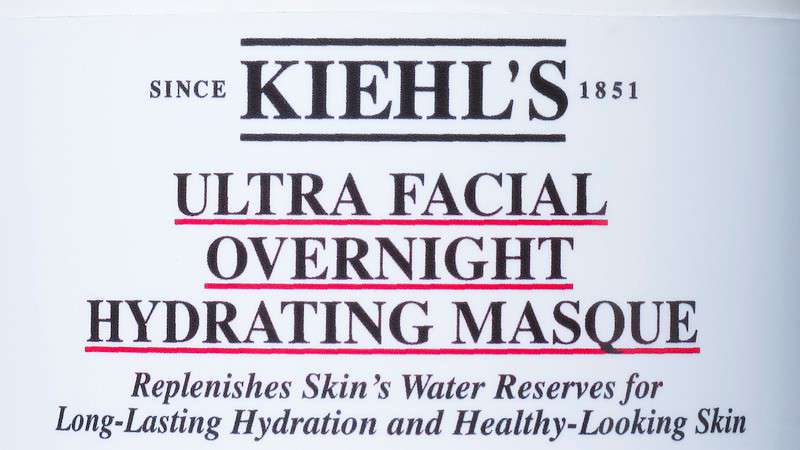 SINCE KIEHL'S 1851
ULTRA FACIAL
OVERNIGHT
HYDRATING MASQUE
Replenishes Skin's Water Reserves for
Long-Lasting Hydration and Healthy-Looking Skin